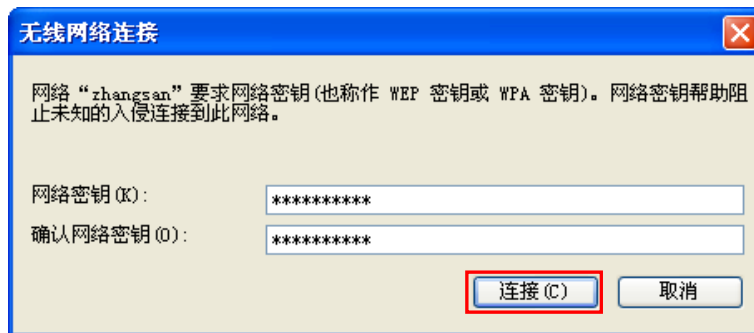 无线网络连接
网络“zhangsan”要求网络密钥(也称作 WEP 密钥或 WPA 密钥)。网络密钥帮助阻
止未知的入侵连接到此网络。
网络密钥(K): **********
确认网络密钥(O): **********
连接(C) 取消